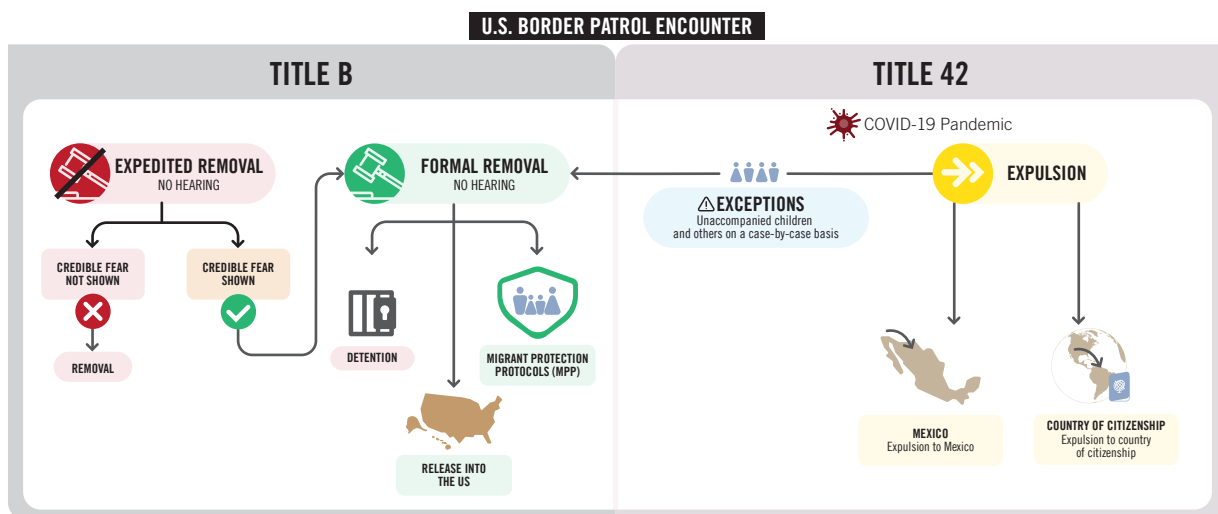 U.S. BORDER PATROL ENCOUNTER
TITLE B
TITLE 42
COVID-19 Pandemic
EXPEDITED REMOVAL
NO HEARING
FORMAL REMOVAL
NO HEARING
EXPULSION
EXCEPTIONS
Unaccompanied children
and others on a case-by-case basis
CREDIBLE FEAR
NOT SHOWN
CREDIBLE FEAR
SHOWN
REMOVAL
DETENTION
MIGRANT PROTECTION
PROTOCOLS (MPP)
RELEASE INTO
THE US
MEXICO
Expulsion to Mexico
COUNTRY OF CITIZENSHIP
Expulsion to country
of citizenship